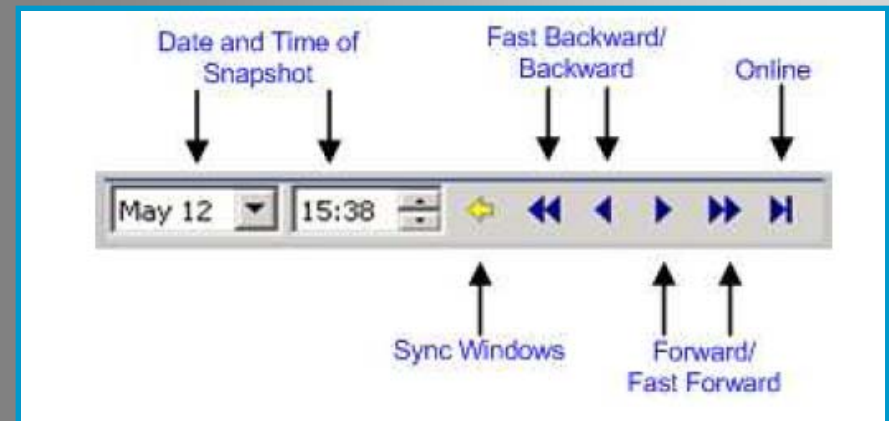 Date and Time of
Snapshot
Fast Backward/
Backward
Online
May 12
15:38
Sync Windows
Forward/
Fast Forward